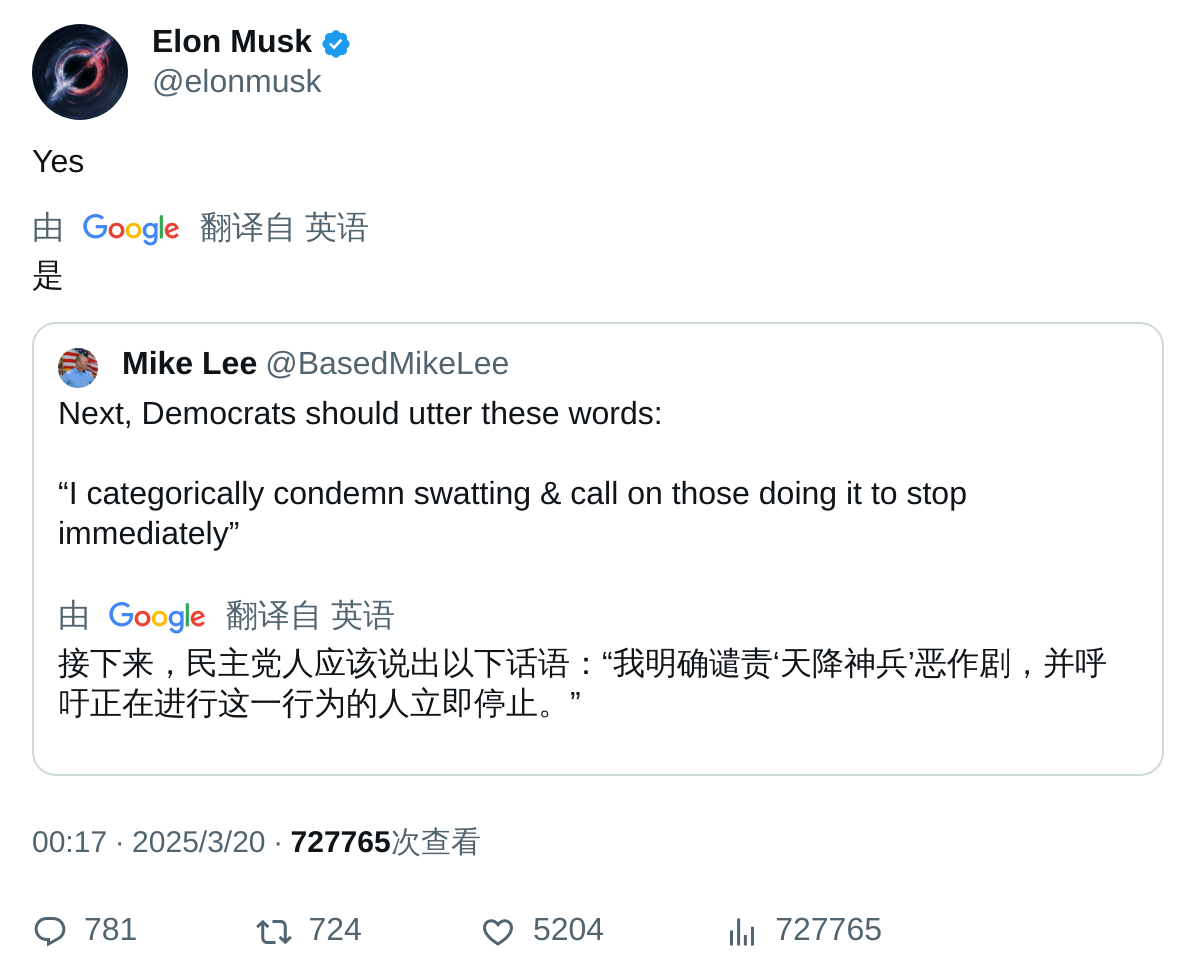 Elon Musk
@elonmusk
Yes
由 Google 翻译自 英语
是
Mike Lee @BasedMikeLee
Next, Democrats should utter these words:
“I categorically condemn swatting & call on those doing it to stop
immediately”
由 Google 翻译自 英语
接下来，民主党人应该说出以下话语：“我明确谴责‘天降神兵’恶作剧，并呼
吁正在进行这一行为的人立即停止。”
00:17 · 2025/3/20 · 727765次查看
781 724 5204 727765